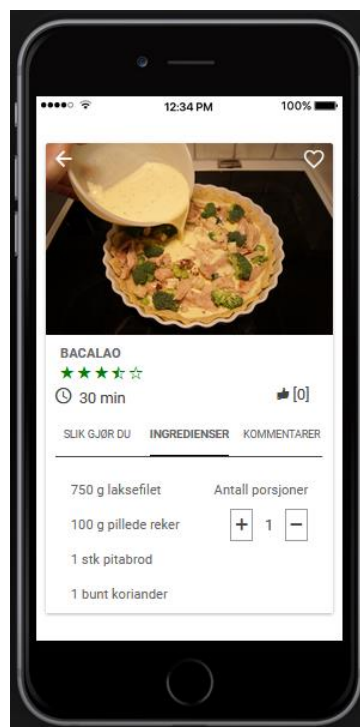 12:34 PM 100%
BACALAO
30 min [0]
SLIK GJØR DU INGREDIENSER KOMMENTARER
750 g laksefilet Antall porsjoner
100 g pillede reker + 1 −
1 stk pitabrod
1 bunt koriander